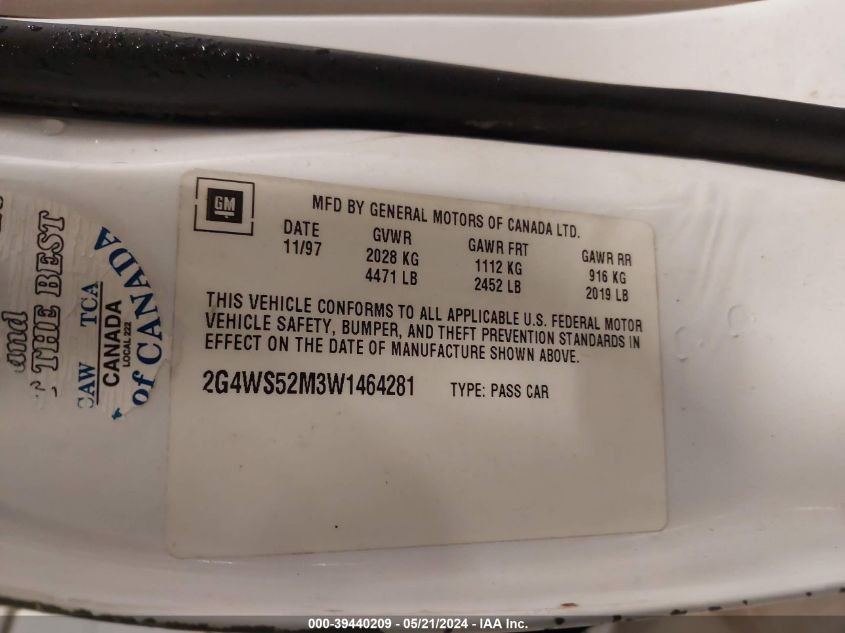 GM
MFD BY GENERAL MOTORS OF CANADA LTD.
DATE GVWR GAWR FRT GAWR RR
11/97 2028 KG 1112 KG 916 KG
4471 LB 2452 LB 2019 LB
THIS VEHICLE CONFORMS TO ALL APPLICABLE U.S. FEDERAL MOTOR
VEHICLE SAFETY, BUMPER, AND THEFT PREVENTION STANDARDS IN
EFFECT ON THE DATE OF MANUFACTURE SHOWN ABOVE.
2G4WS52M3W1464281 TYPE: PASS CAR
and
THE BEST
CAW TCA
CANADA
LOCAL 222
of CANADA
000-39440209 - 05/21/2024 - IAA Inc.